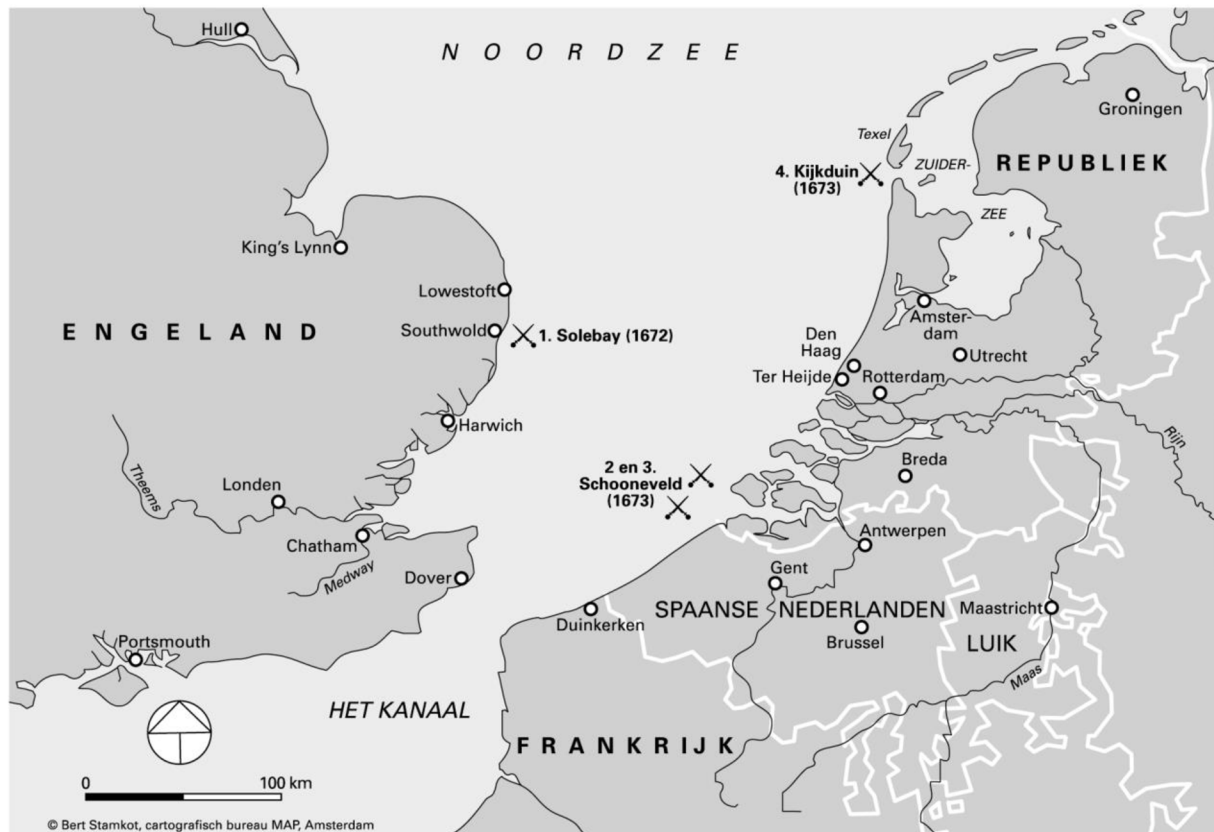 Hull
N O O R D Z E E
Groningen
Texel
4. Kijkduin
(1673)
ZUIDER-
REPUBLIEK
ZEE
King's Lynn
Lowestoft
ENGELAND
Southwold
1. Solebay (1672)
Amster-
dam
Den
Haag
Utrecht
Ter Heijde
Rotterdam
Harwich
Rijn
Theems
Londen
2 en 3.
Schooneveld
(1673)
Breda
Chatham
Medway
Dover
Antwerpen
Gent
Duinkerken
SPAANSE NEDERLANDEN
Maastricht
Brussel
LUIK
Maas
Portsmouth
HET KANAAL
FRANKRIJK
0 100 km
© Bert Stamkot, cartografisch bureau MAP, Amsterdam